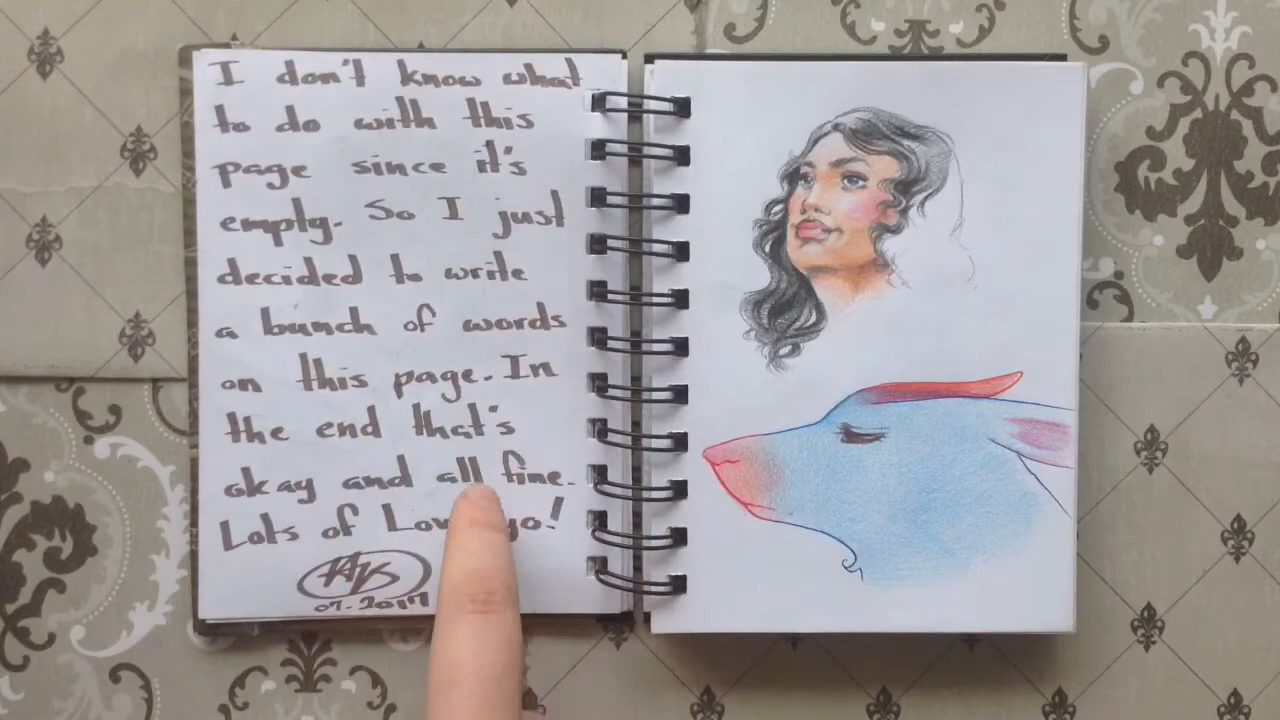 I don't know what
to do with this
page since it's
empty. So I just
decided to write
a bunch of words
on this page. In
the end that's
okay and all fine.
Lots of yo!
07.2017